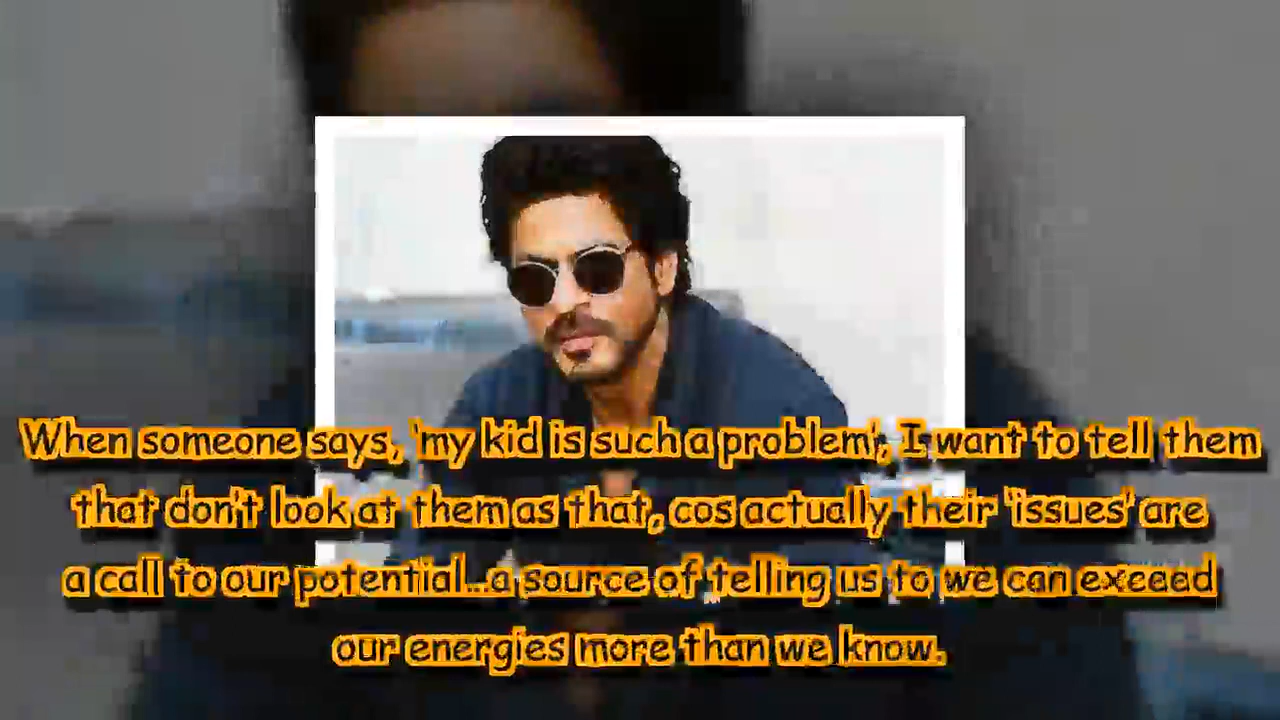 When someone says, 'my kid is such a problem', I want to tell them
that don't look at them as that, cos actually their 'issues' are
a call to our potential...a source of telling us to we can exceed
our energies more than we know.